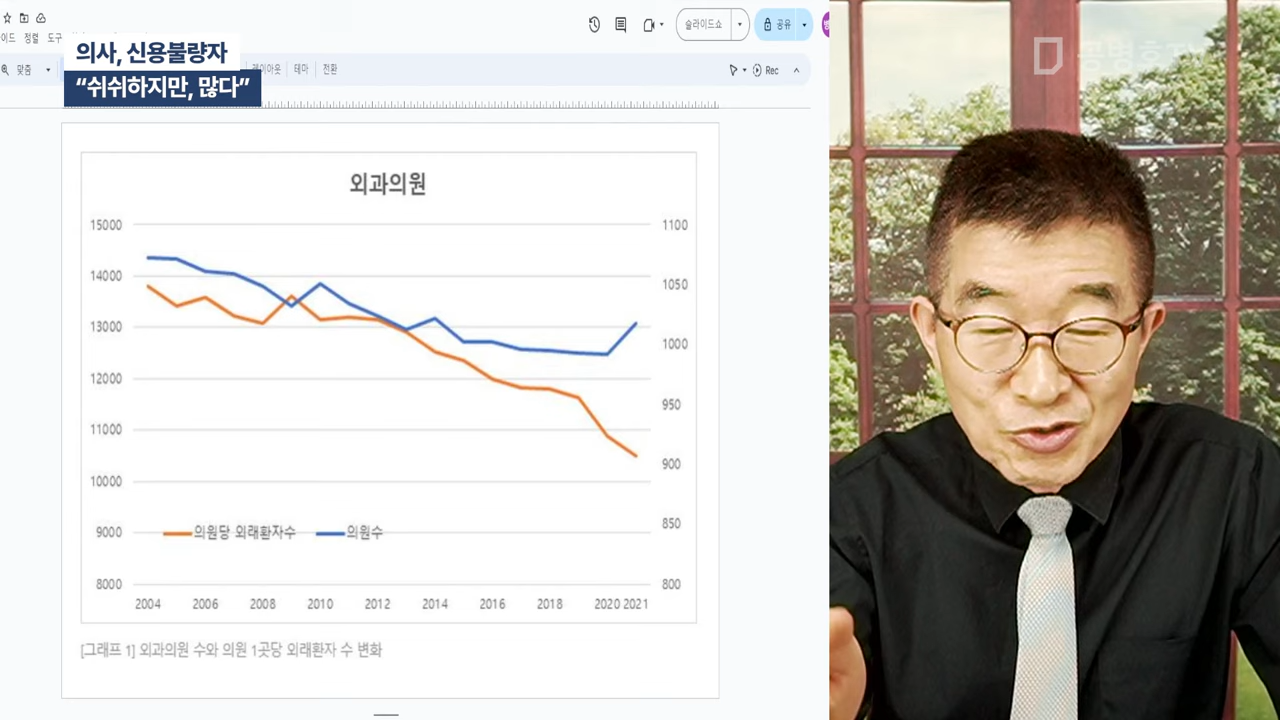 이드 정렬 도구
슬라이드쇼
공유
맞춤
레이아웃
테마
전환
Rec
의사, 신용불량자
“쉬쉬하지만, 많다”
외과의원
15000
14000
13000
12000
11000
10000
9000
8000
1100
1050
1000
950
900
850
800
의원당 외래환자수
의원수
2004 2006 2008 2010 2012 2014 2016 2018 2020 2021
[그래프 1] 외과의원 수와 의원 1곳당 외래환자 수 변화